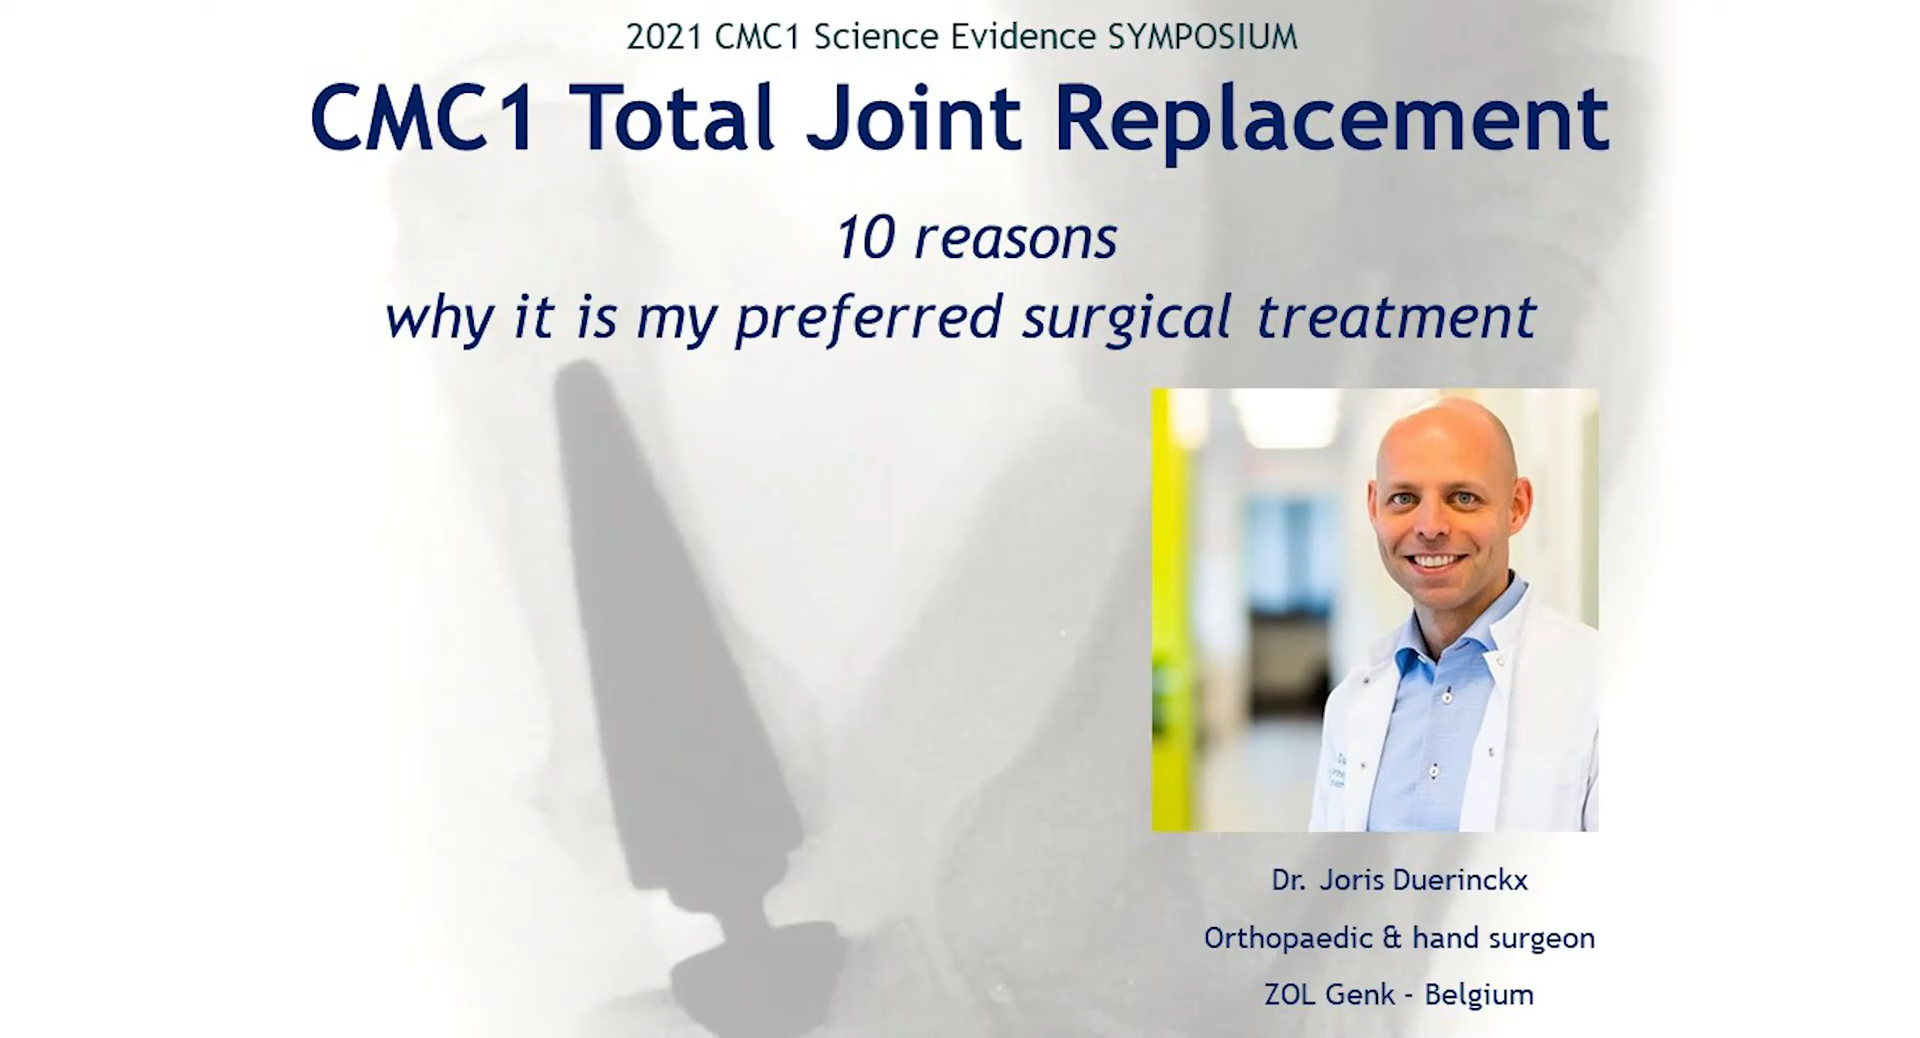 2021 CMC1 Science Evidence SYMPOSIUM
CMC1 Total Joint Replacement
10 reasons
why it is my preferred surgical treatment
Dr. Joris Duerinckx
Orthopaedic & hand surgeon
ZOL Genk - Belgium